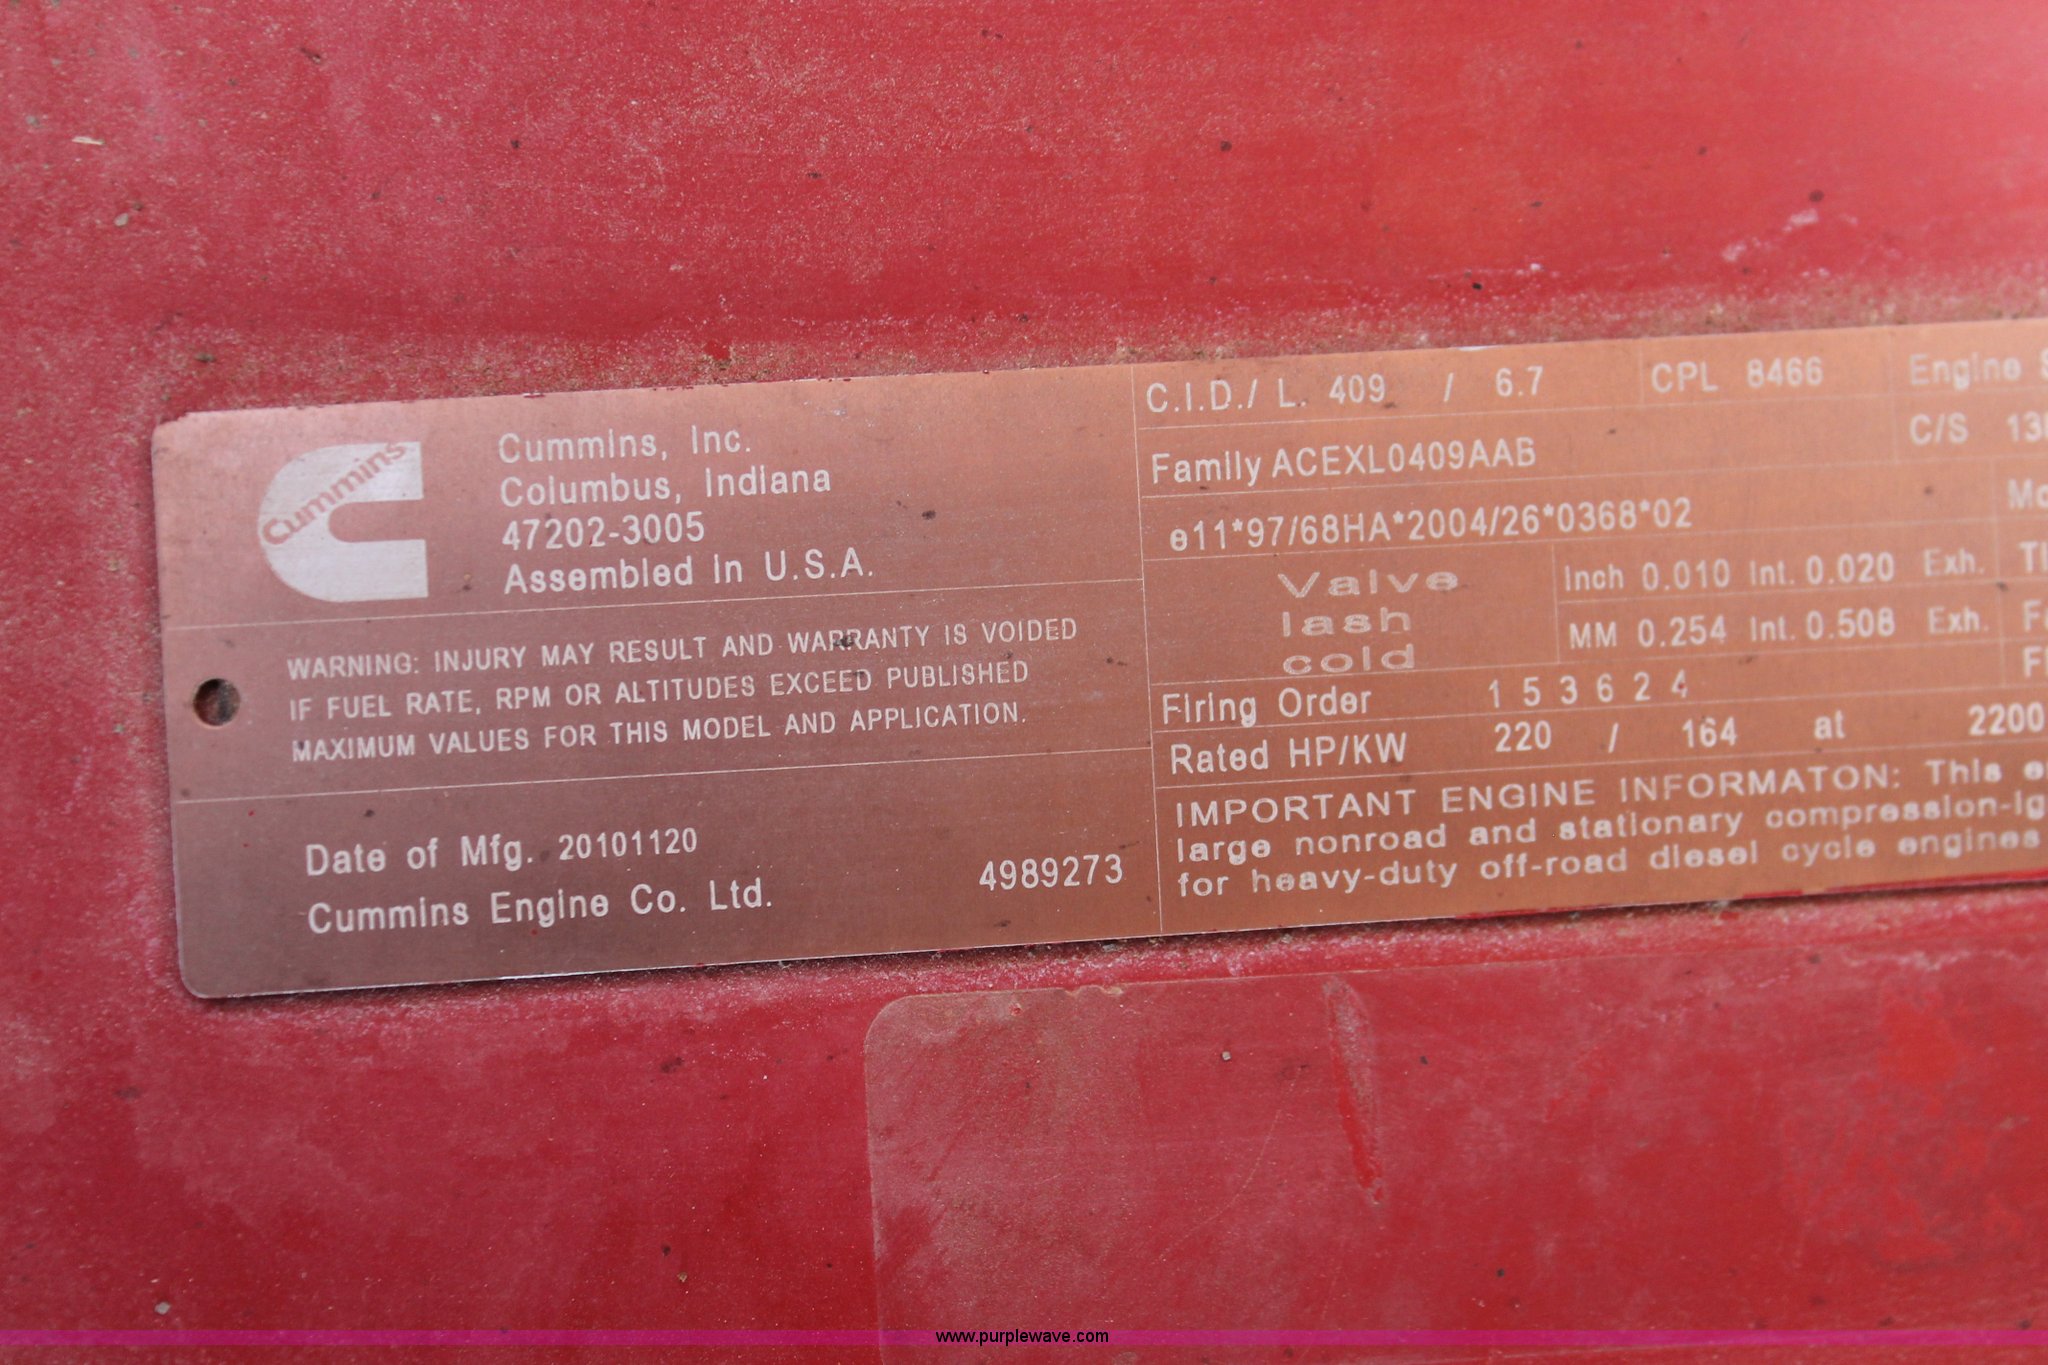 Cummins
Cummins, Inc.
Columbus, Indiana
47202-3005
Assembled in U.S.A.
WARNING: INJURY MAY RESULT AND WARRANTY IS VOIDED
IF FUEL RATE, RPM OR ALTITUDES EXCEED PUBLISHED
MAXIMUM VALUES FOR THIS MODEL AND APPLICATION.
Date of Mfg. 20101120
Cummins Engine Co. Ltd.
4989273
C.I.D./ L. 409 / 6.7 CPL 8466 Engine
Family ACEXL0409AAB C/S
e11*97/68HA*2004/26*0368*02
Valve
lash
cold
Inch 0.010 Int. 0.020 Exh.
MM 0.254 Int. 0.508 Exh.
Firing Order 1 5 3 6 2 4
Rated HP/KW 220 / 164 at 2200
IMPORTANT ENGINE INFORMATON: This
large nonroad and stationary
for heavy-duty off-road diesel cycle engines
www.purplewave.com